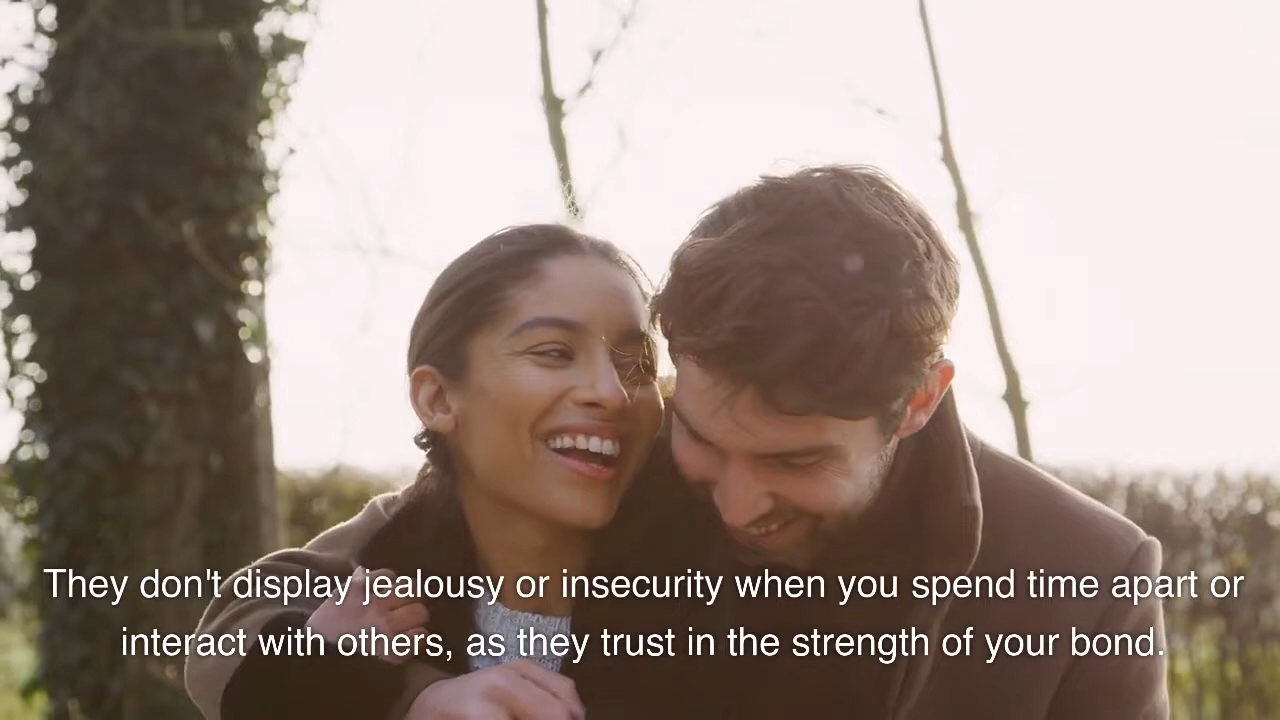 They don't display jealousy or insecurity when you spend time apart or
interact with others, as they trust in the strength of your bond.